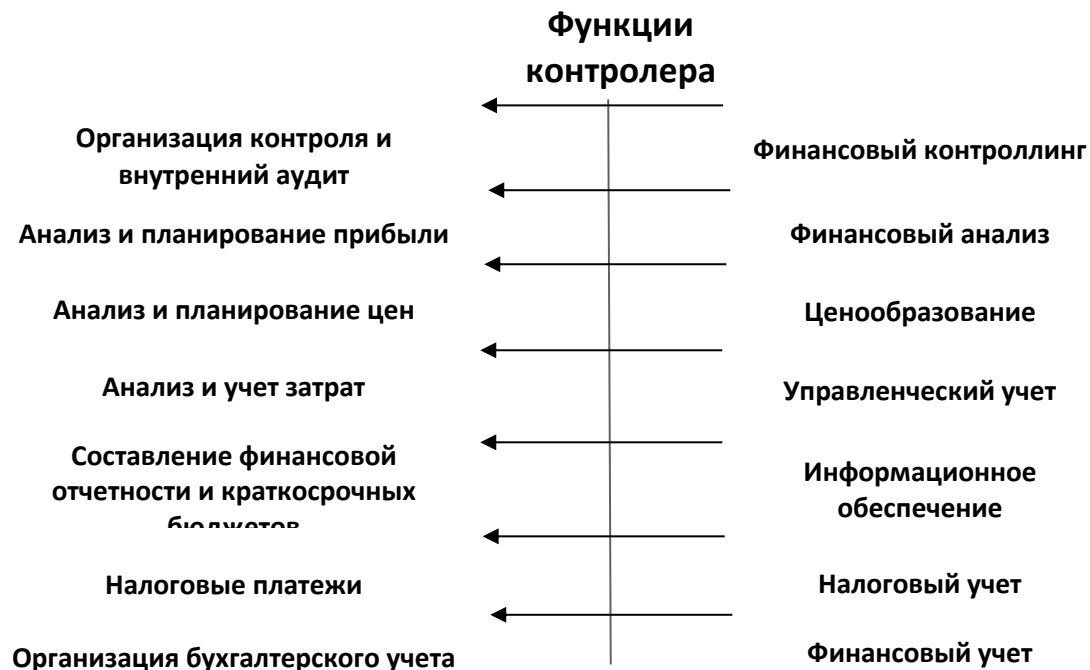 Функции
контролера
Организация контроля и
внутренний аудит
Финансовый контроллинг
Анализ и планирование прибыли
Финансовый анализ
Анализ и планирование цен
Ценообразование
Анализ и учет затрат
Управленческий учет
Составление финансовой
отчетности и краткосрочных
бюджетов
Информационное
обеспечение
Налоговые платежи
Налоговый учет
Организация бухгалтерского учета
Финансовый учет